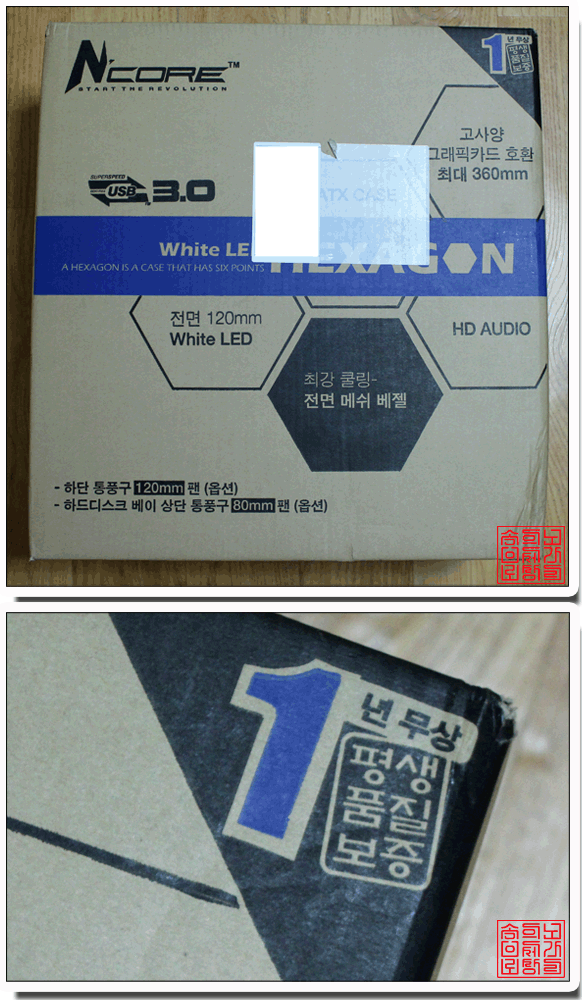 N'CORE™
START THE REVOLUTION
1년 무상
평생
품질
보증
고사양
그래픽카드 호환
최대 360mm
SUPERSPEED
USB 3.0
ATX CASE
White LE
HEXAGON
A HEXAGON IS A CASE THAT HAS SIX POINTS
전면 120mm
White LED
HD AUDIO
최강 쿨링-
전면 메쉬 베젤
- 하단 통풍구 120mm 팬 (옵션)
- 하드디스크 베이 상단 통풍구 80mm 팬 (옵션)
1년 무상
평생
품질
보증